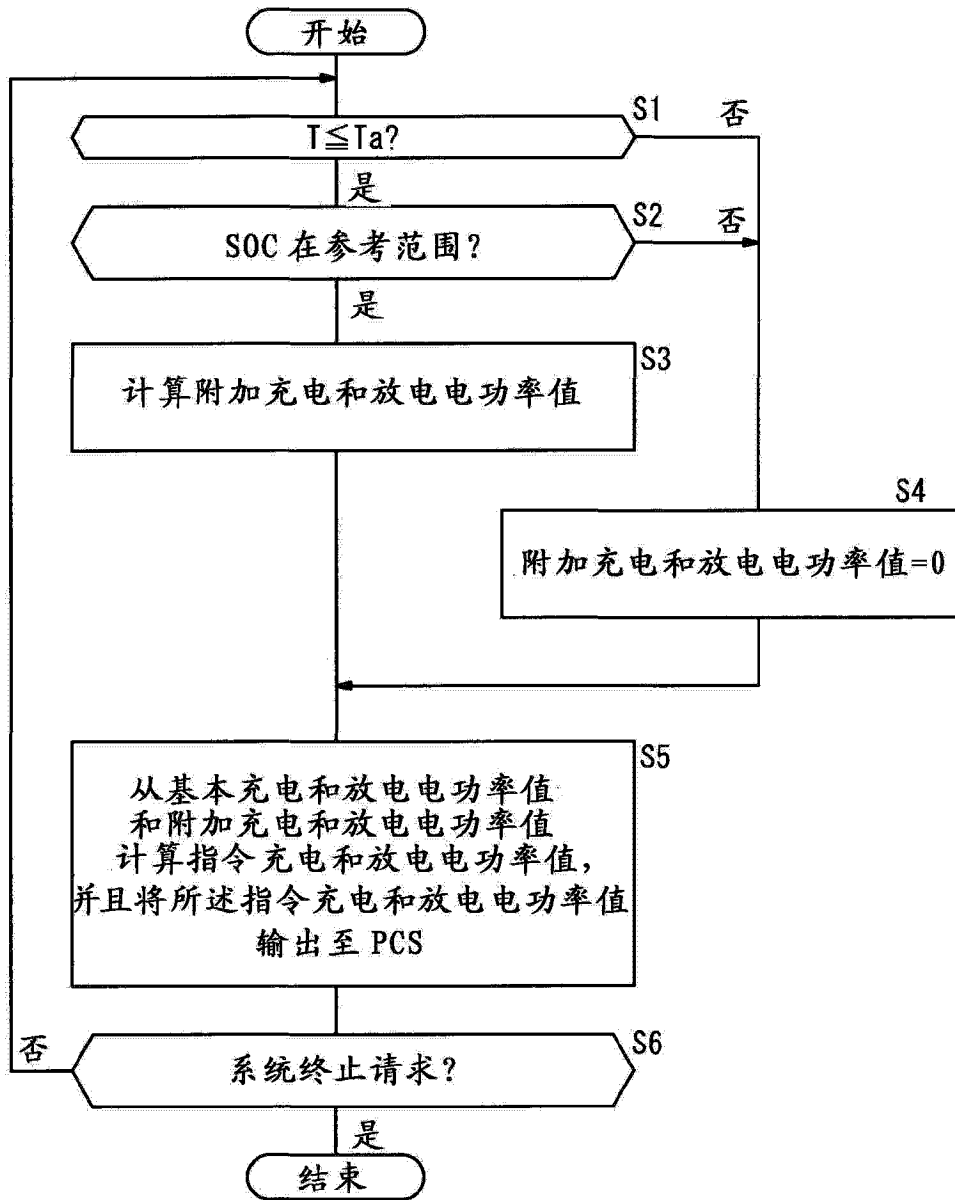 开始
S1
否
T≦Ta?
是
S2
否
SOC 在参考范围?
是
S3
计算附加充电和放电电功率值
S4
附加充电和放电电功率值=0
S5
从基本充电和放电电功率值
和附加充电和放电电功率值
计算指令充电和放电电功率值,
并且将所述指令充电和放电电功率值
输出至 PCS
S6
否
系统终止请求?
是
结束